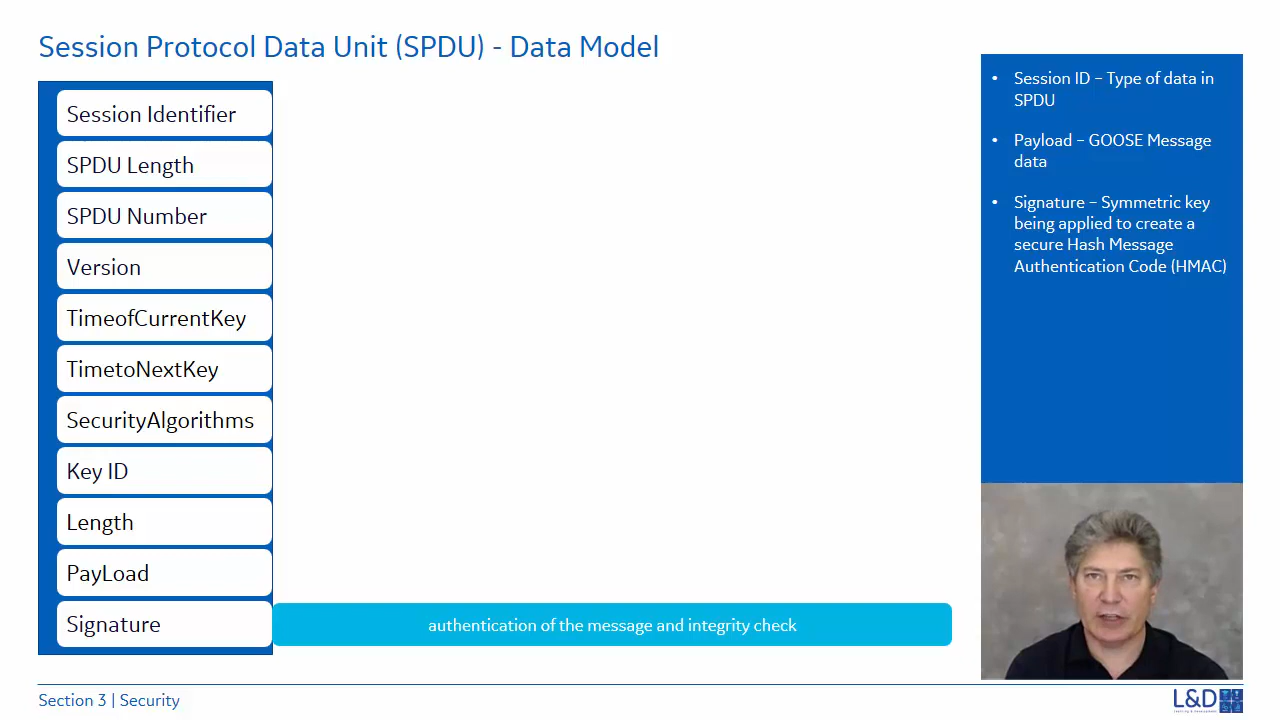 Session Protocol Data Unit (SPDU) - Data Model
Session Identifier
SPDU Length
SPDU Number
Version
TimeofCurrentKey
TimetoNextKey
SecurityAlgorithms
Key ID
Length
PayLoad
Signature
authentication of the message and integrity check
• Session ID – Type of data in
SPDU
• Payload – GOOSE Message
data
• Signature – Symmetric key
being applied to create a
secure Hash Message
Authentication Code (HMAC)
Section 3 | Security
L&D